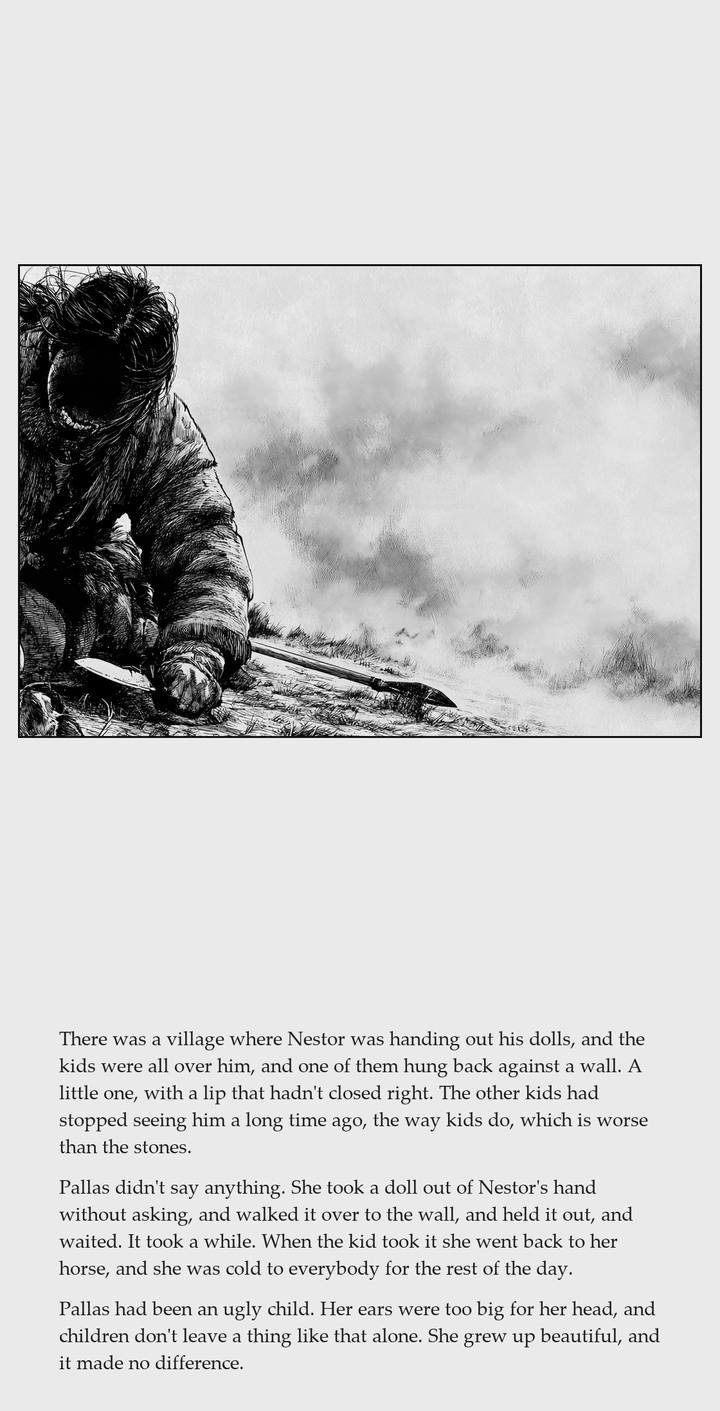 There was a village where Nestor was handing out his dolls, and the
kids were all over him, and one of them hung back against a wall. A
little one, with a lip that hadn't closed right. The other kids had
stopped seeing him a long time ago, the way kids do, which is worse
than the stones.
Pallas didn't say anything. She took a doll out of Nestor's hand
without asking, and walked it over to the wall, and held it out, and
waited. It took a while. When the kid took it she went back to her
horse, and she was cold to everybody for the rest of the day.
Pallas had been an ugly child. Her ears were too big for her head, and
children don't leave a thing like that alone. She grew up beautiful, and
it made no difference.